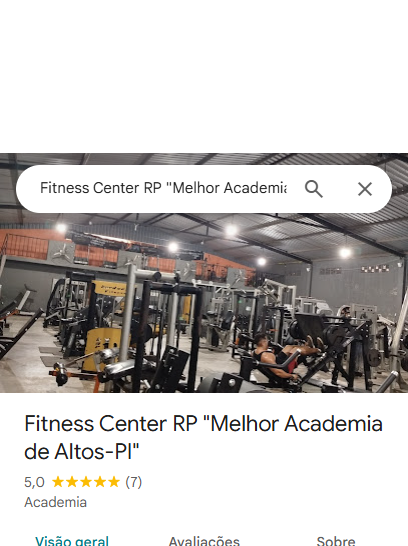 Fitness Center RP "Melhor Academia
Fitness Center RP "Melhor Academia
de Altos-PI"
5,0 ★★★★★ (7)
Academia
Visão geral Avaliações Sobre